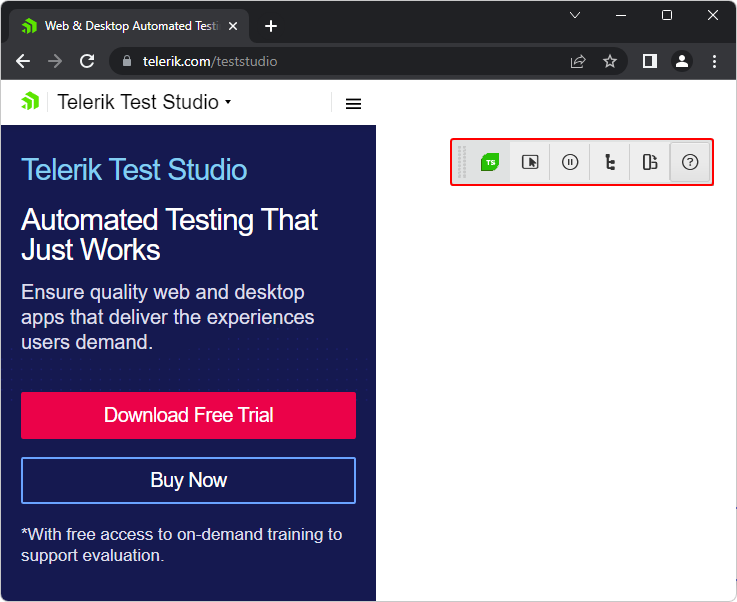 Web & Desktop Automated Testi
telerik.com/teststudio
Telerik Test Studio
TS
?
Telerik Test Studio
Automated Testing That
Just Works
Ensure quality web and desktop
apps that deliver the experiences
users demand.
Download Free Trial
Buy Now
*With free access to on-demand training to
support evaluation.